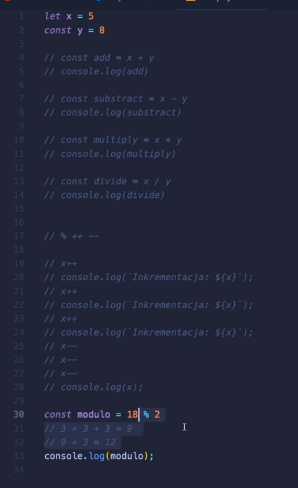 1 let x = 5
2 const y = 8
3
4 // const add = x + y
5 // console.log(add)
6
7 // const substract = x - y
8 // console.log(substract)
9
10 // const multiply = x * y
11 // console.log(multiply)
12
13 // const divide = x / y
14 // console.log(divide)
15
16
17 // % ++ --
18
19 // x++
20 // console.log(`Inkrementacja: ${x}`);
21 // x++
22 // console.log(`Inkrementacja: ${x}`);
23 // x++
24 // console.log(`Inkrementacja: ${x}`);
25 // x--
26 // x--
27 // x--
28 // console.log(x);
29
30 const modulo = 18 % 2
31 // 3 + 3 + 3 = 9
32 // 9 + 3 = 12
33 console.log(modulo);
34